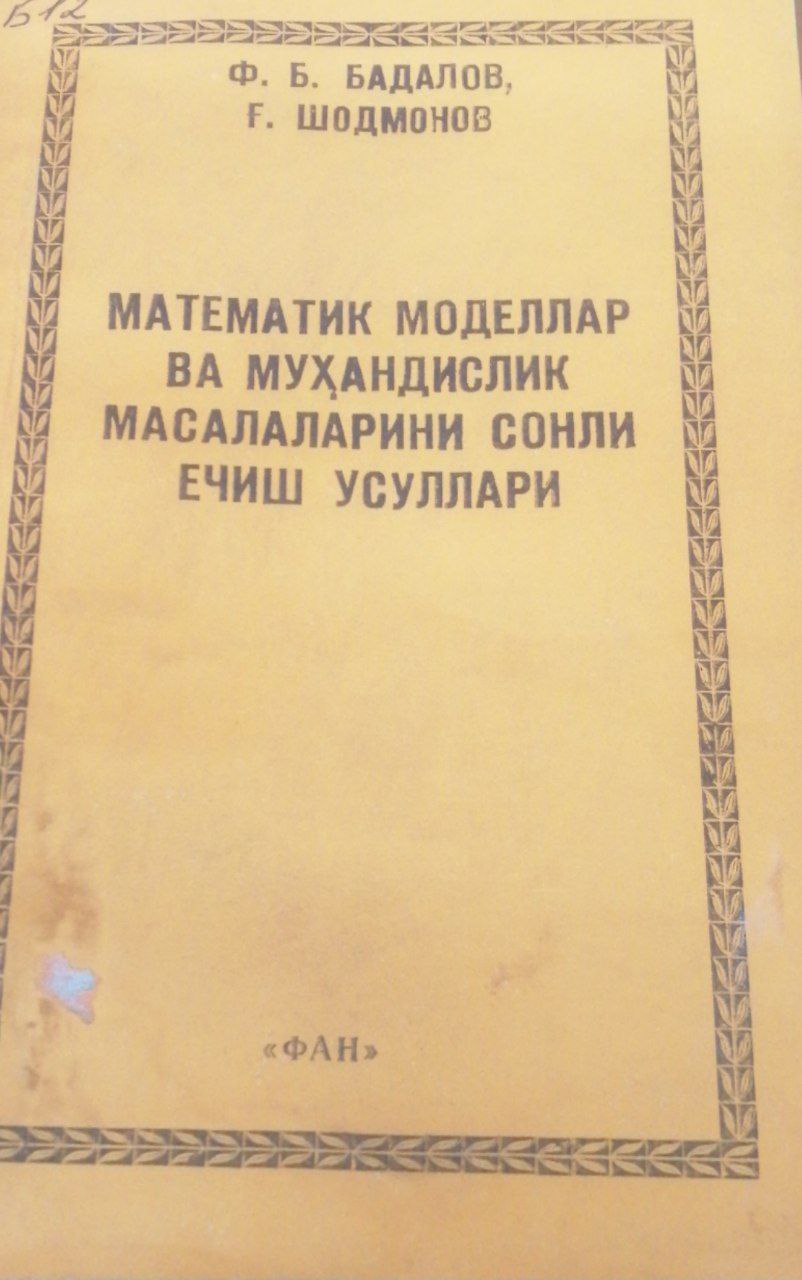 Б12
Ф. Б. БАДАЛОВ,
Ғ. ШОДМОНОВ
МАТЕМАТИК МОДЕЛЛАР
ВА МУҲАНДИСЛИК
МАСАЛАЛАРИНИ СОНЛИ
ЕЧИШ УСУЛЛАРИ
«ФАН»